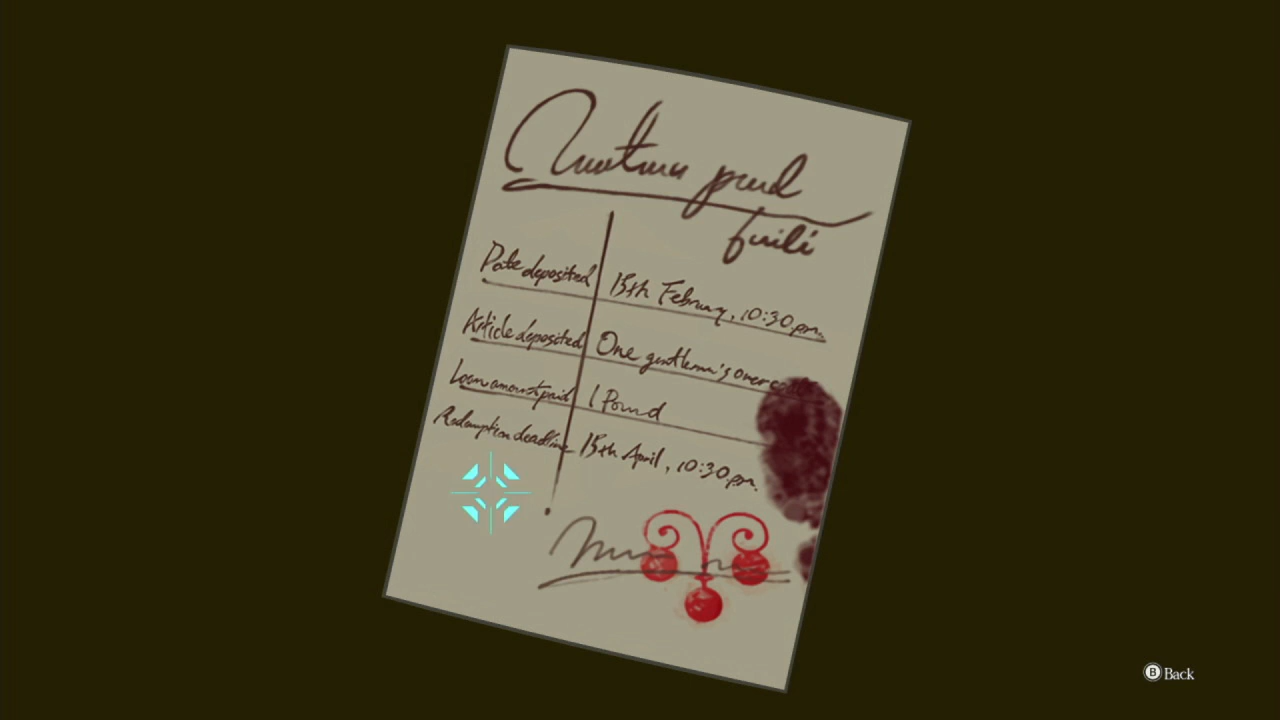 Date deposited 15th February, 10:30 p.m.
Article deposited One gentleman's overco
Loan amount paid 1 Pound
Redemption deadline 15th April, 10:30 p.m.
B Back